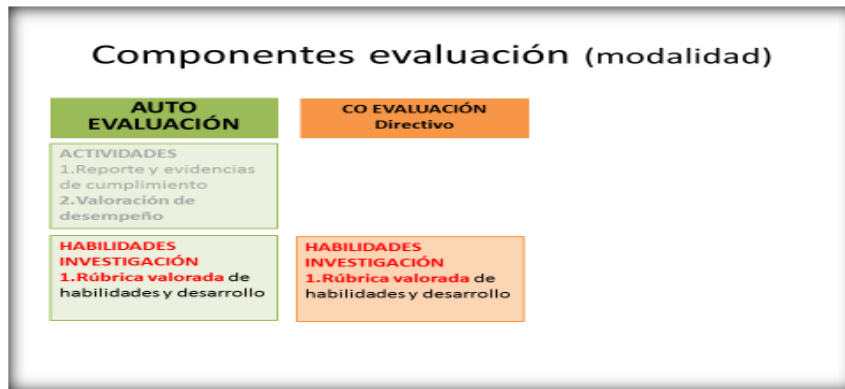 Componentes evaluación (modalidad)
AUTO
EVALUACIÓN
ACTIVIDADES
1.Reporte y evidencias
de cumplimiento
2.Valoración de
desempeño
HABILIDADES
INVESTIGACIÓN
1.Rúbrica valorada de
habilidades y desarrollo
CO EVALUACIÓN
Directivo
HABILIDADES
INVESTIGACIÓN
1.Rúbrica valorada de
habilidades y desarrollo